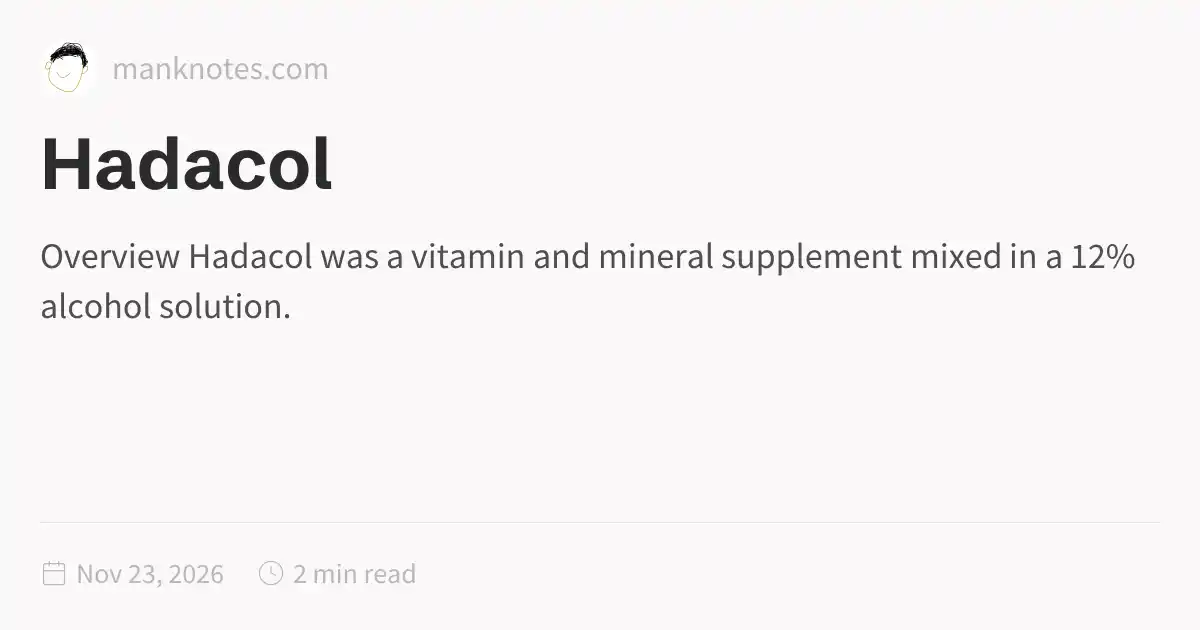 manknotes.com
Hadacol
Overview Hadacol was a vitamin and mineral supplement mixed in a 12%
alcohol solution.
Nov 23, 2026 2 min read